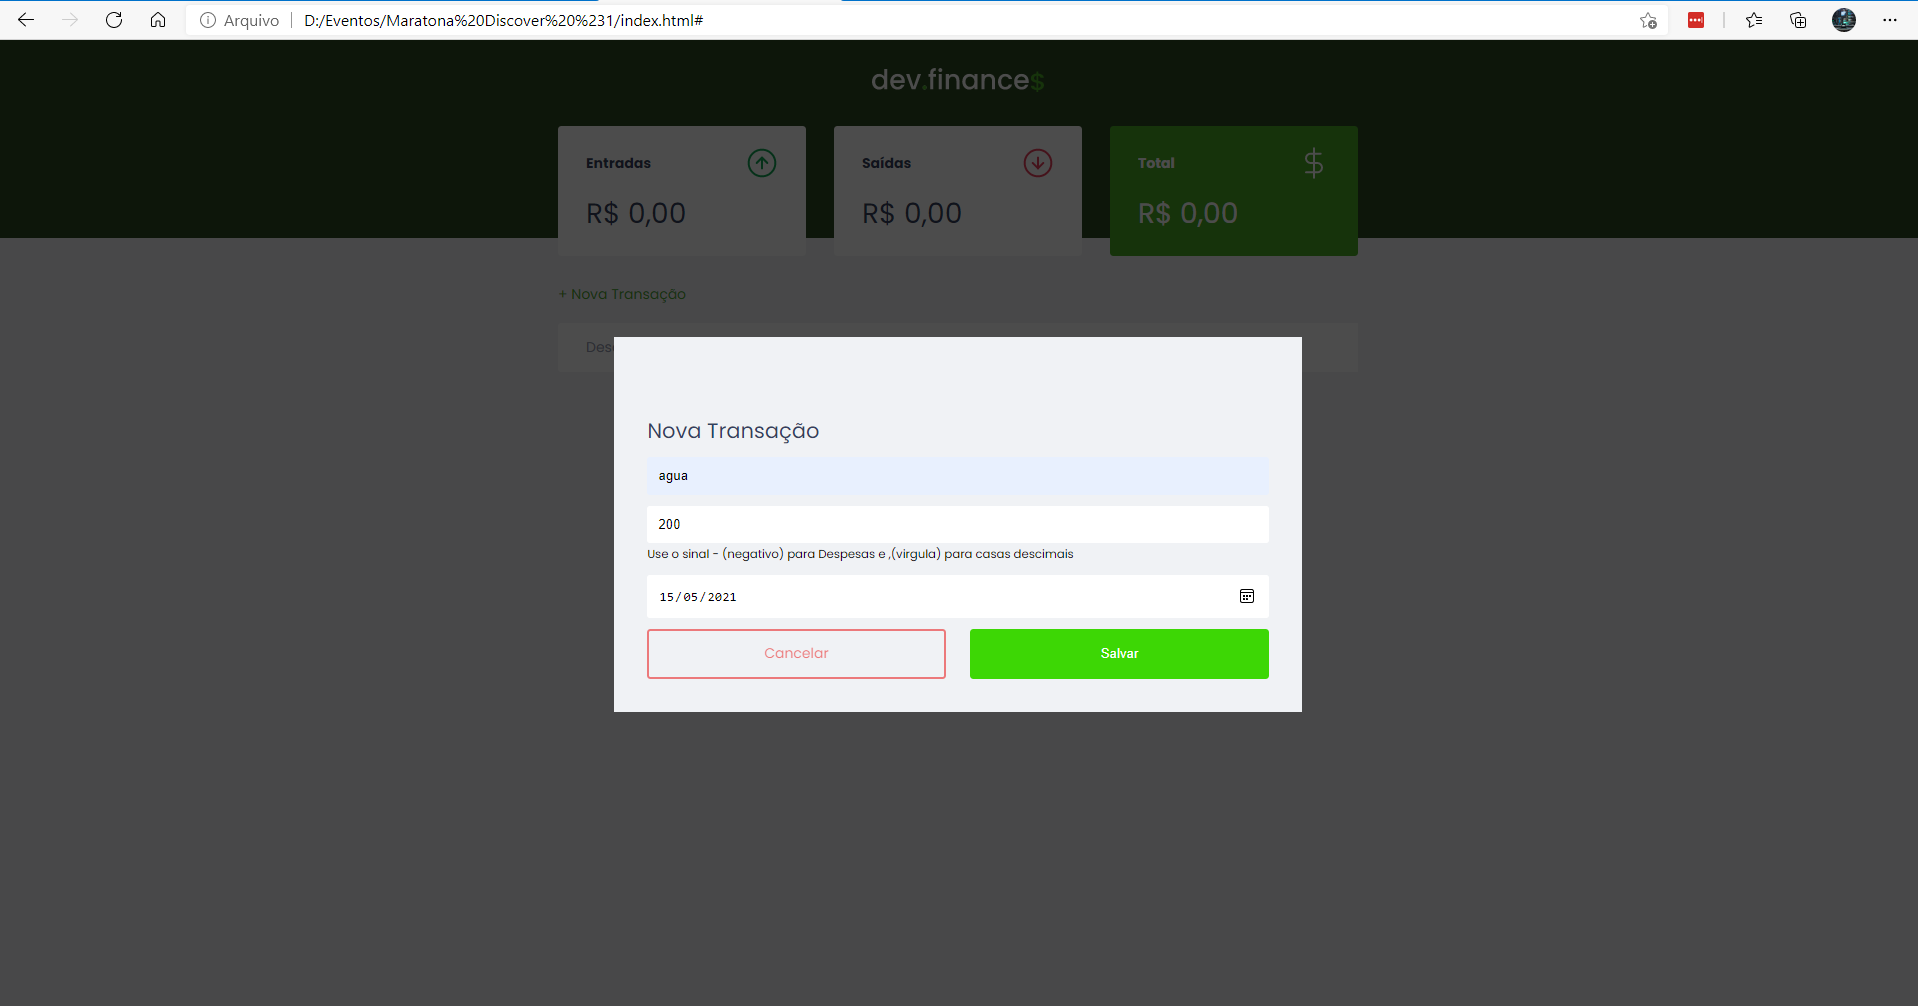 Arquivo D:/Eventos/Maratona%20Discover%20%231/index.html#
dev.finance$
Entradas
R$ 0,00
Saídas
R$ 0,00
Total
$
R$ 0,00
+ Nova Transação
Des
Nova Transação
agua
200
Use o sinal - (negativo) para Despesas e ,(virgula) para casas descimais
15/05/2021
Cancelar
Salvar